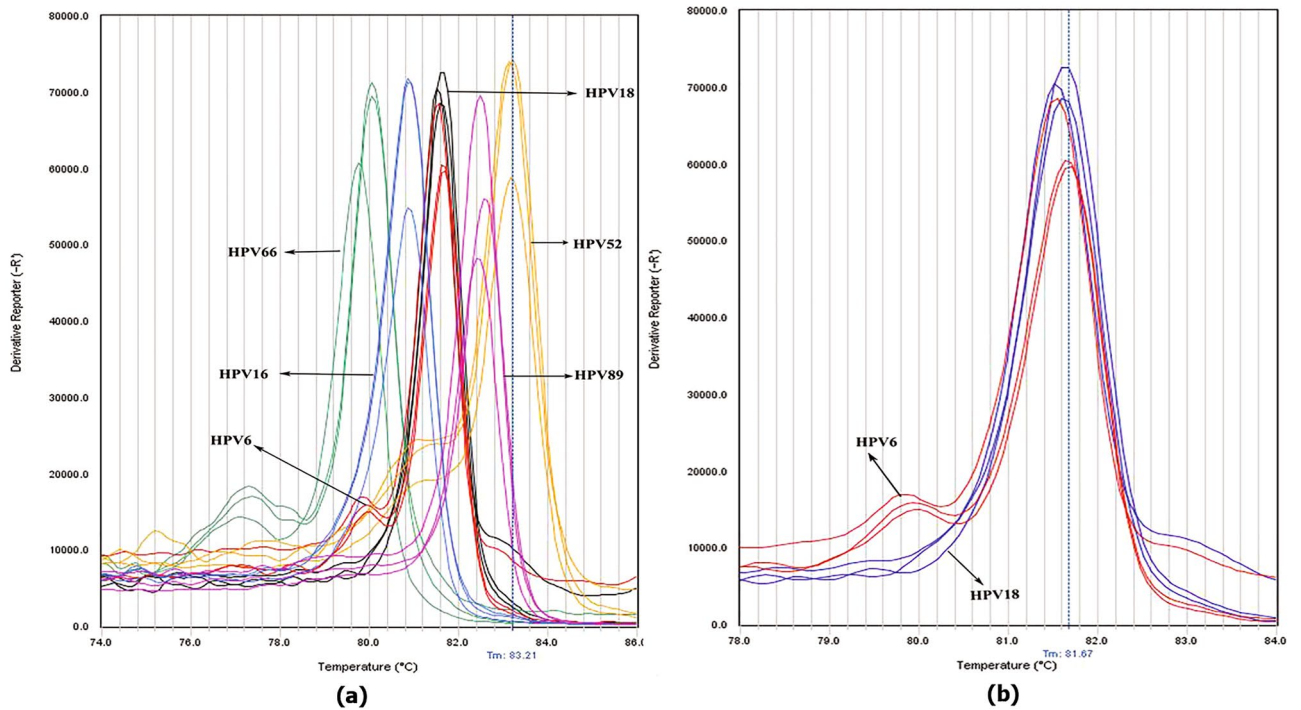 80000.0
70000.0
60000.0
50000.0
40000.0
30000.0
20000.0
10000.0
0.0
Derivative Reporter (–R)
HPV18
HPV66
HPV52
HPV16
HPV89
HPV6
74.0 76.0 78.0 80.0 82.0 84.0 86.0
Tm: 83.21
Temperature (°C)
(a)
80000.0
70000.0
60000.0
50000.0
40000.0
30000.0
20000.0
10000.0
0.0
Derivative Reporter (–R)
HPV6
HPV18
78.0 79.0 80.0 81.0 82.0 83.0 84.0
Tm: 81.67
Temperature (°C)
(b)